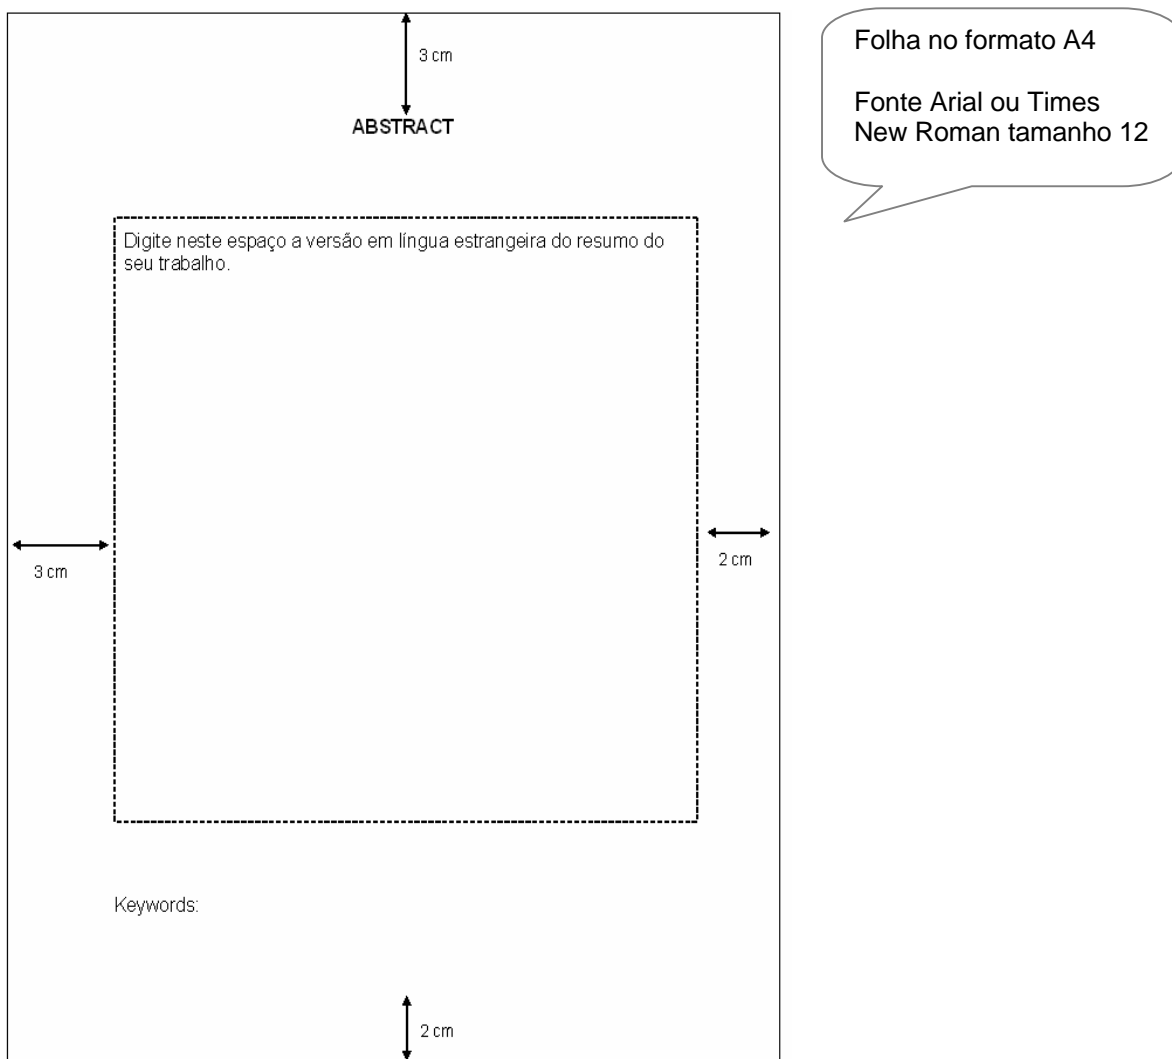 3 cm
ABSTRACT
Folha no formato A4
Fonte Arial ou Times
New Roman tamanho 12
Digite neste espaço a versão em língua estrangeira do resumo do
seu trabalho.
3 cm
2 cm
Keywords:
2 cm